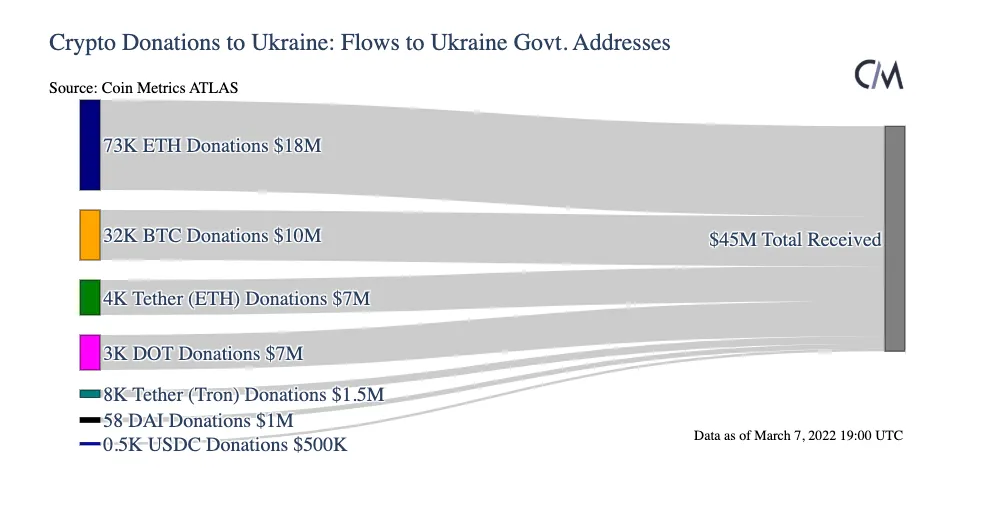 Crypto Donations to Ukraine: Flows to Ukraine Govt. Addresses
CM
Source: Coin Metrics ATLAS
73K ETH Donations $18M
32K BTC Donations $10M
$45M Total Received
4K Tether (ETH) Donations $7M
3K DOT Donations $7M
8K Tether (Tron) Donations $1.5M
58 DAI Donations $1M
0.5K USDC Donations $500K
Data as of March 7, 2022 19:00 UTC